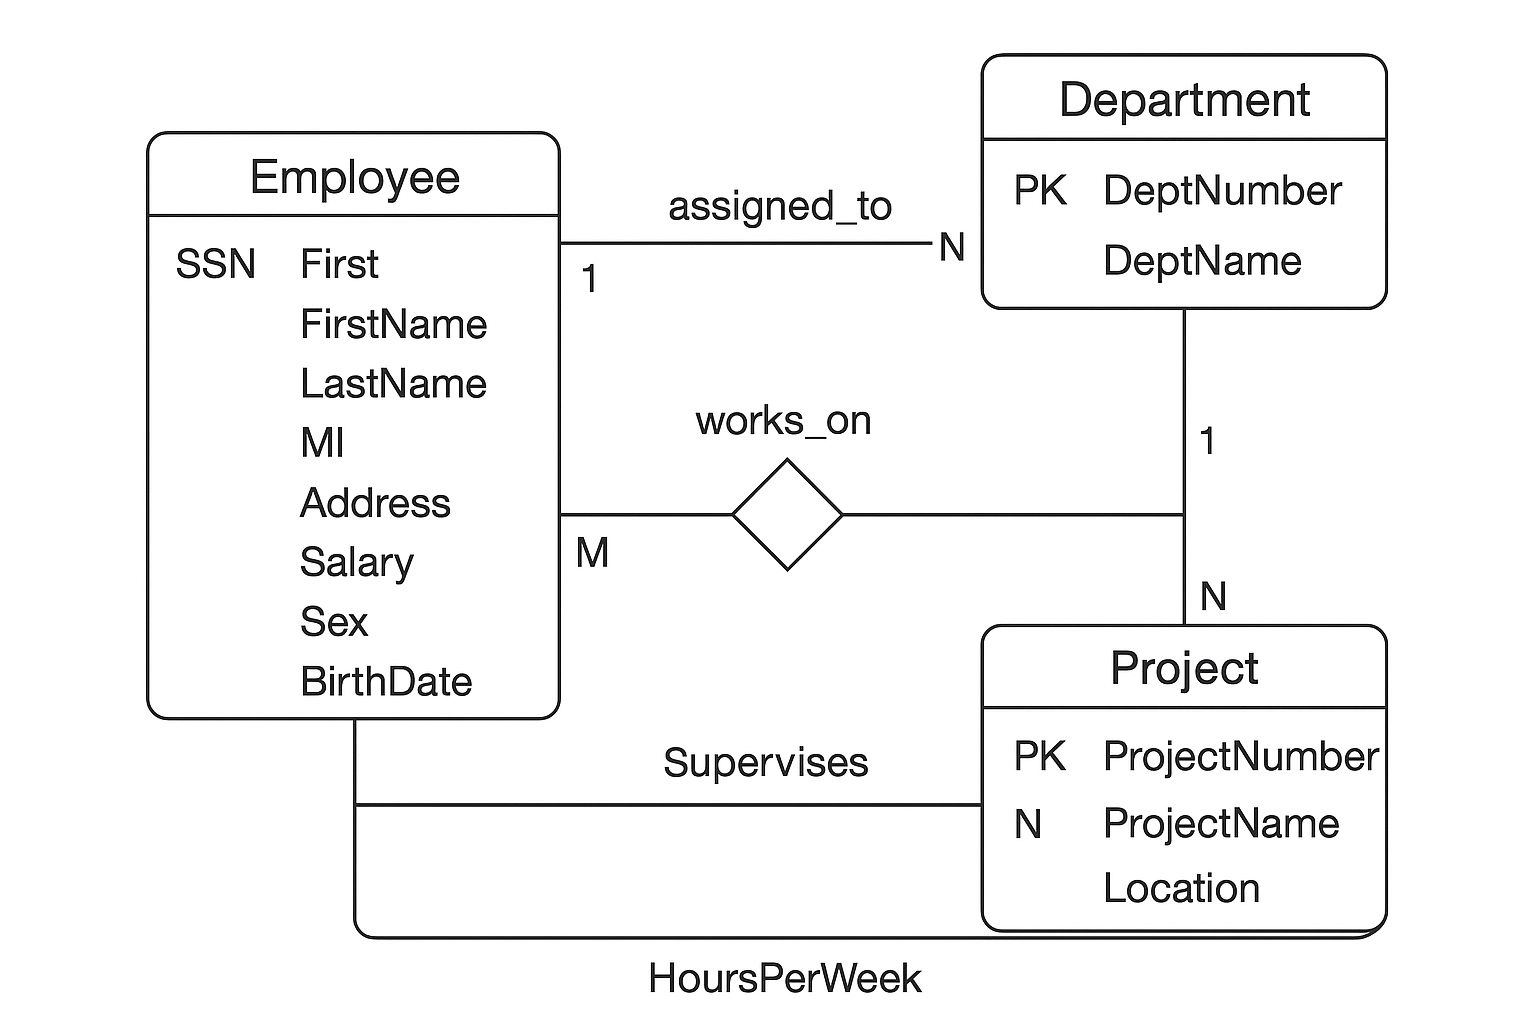 Department
PK DeptNumber
DeptName
Employee
SSN First
FirstName
LastName
MI
Address
Salary
Sex
BirthDate
assigned_to
1
N
works_on
M
1
N
Project
PK ProjectNumber
N ProjectName
Location
Supervises
HoursPerWeek